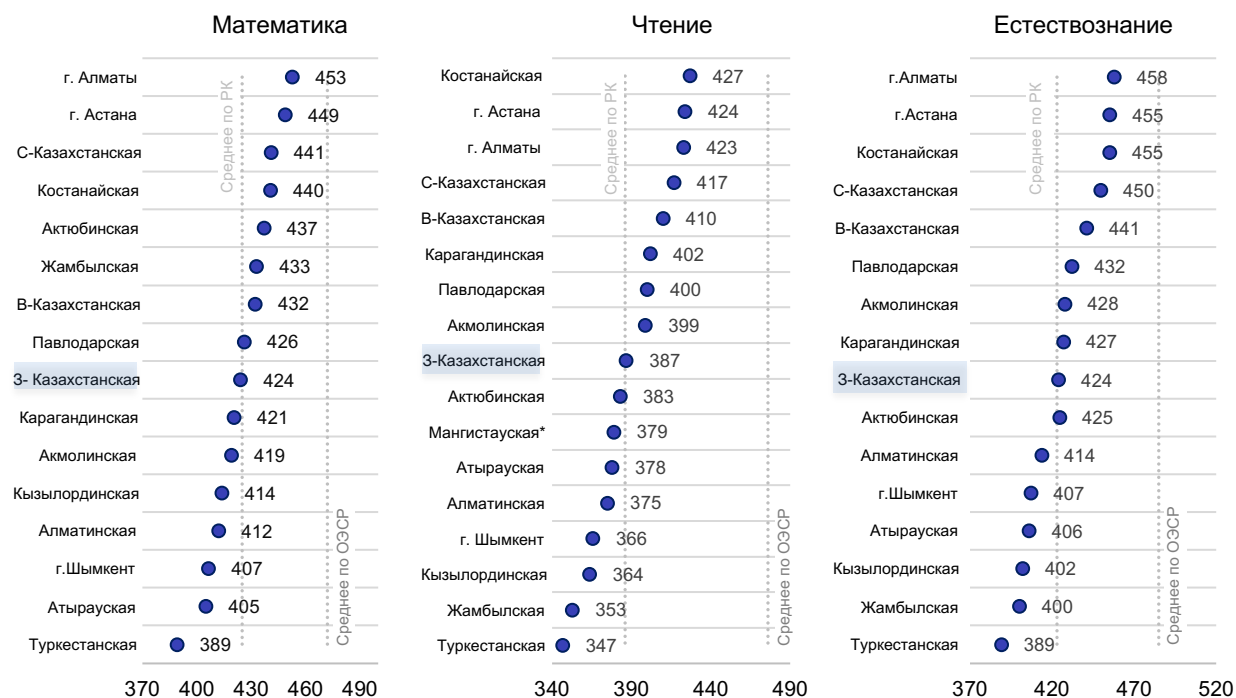 Математика
г. Алматы 453
г. Астана 449
С-Казахстанская 441
Костанайская 440
Актюбинская 437
Жамбылская 433
В-Казахстанская 432
Павлодарская 426
З- Казахстанская 424
Карагандинская 421
Акмолинская 419
Кызылординская 414
Алматинская 412
г.Шымкент 407
Атырауская 405
Туркестанская 389
Среднее по РК
Среднее по ОЭСР
370 400 430 460 490
Чтение
Костанайская 427
г. Астана 424
г. Алматы 423
С-Казахстанская 417
В-Казахстанская 410
Карагандинская 402
Павлодарская 400
Акмолинская 399
З-Казахстанская 387
Актюбинская 383
Мангистауская* 379
Атырауская 378
Алматинская 375
г. Шымкент 366
Кызылординская 364
Жамбылская 353
Туркестанская 347
Среднее по РК
Среднее по ОЭСР
340 390 440 490
Естествознание
г.Алматы 458
г.Астана 455
Костанайская 455
С-Казахстанская 450
В-Казахстанская 441
Павлодарская 432
Акмолинская 428
Карагандинская 427
З-Казахстанская 424
Актюбинская 425
Алматинская 414
г.Шымкент 407
Атырауская 406
Кызылординская 402
Жамбылская 400
Туркестанская 389
Среднее по РК
Среднее по ОЭСР
370 420 470 520